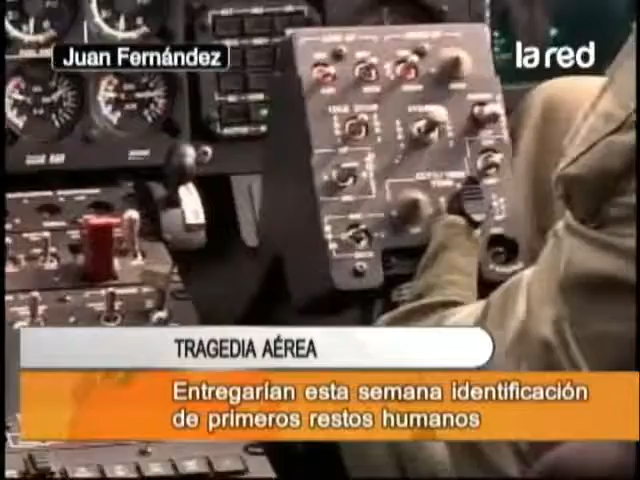 Juan Fernández
la red
TRAGEDIA AÉREA
Entregarían esta semana identificación
de primeros restos humanos